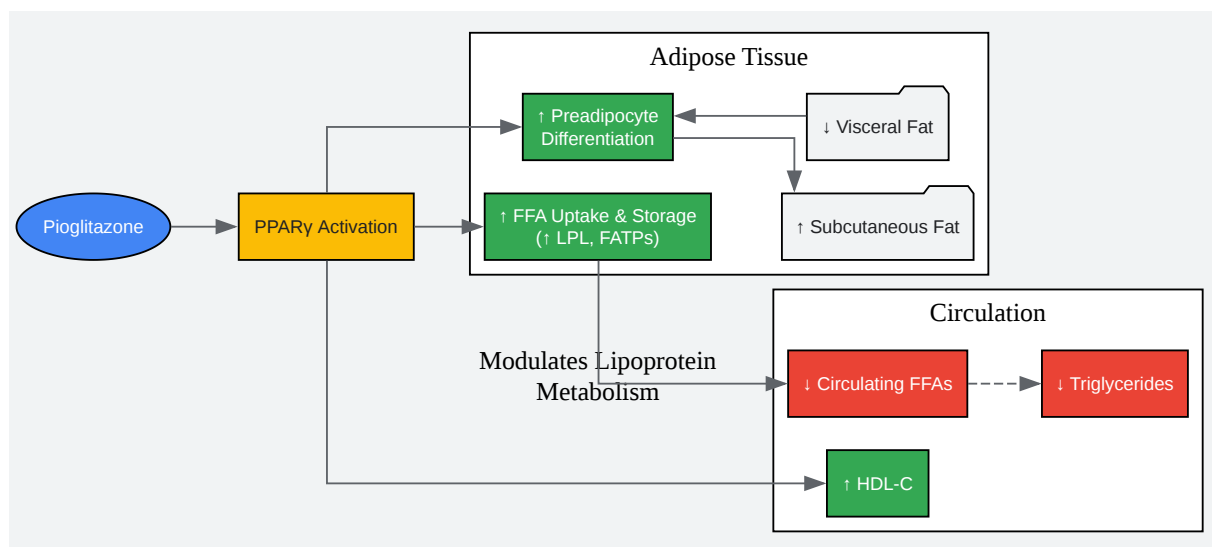 Adipose Tissue
↑ Preadipocyte
Differentiation
↓ Visceral Fat
Pioglitazone
PPARγ Activation
↑ FFA Uptake & Storage
(↑ LPL, FATPs)
↑ Subcutaneous Fat
Circulation
Modulates Lipoprotein
Metabolism
↓ Circulating FFAs
↓ Triglycerides
↑ HDL-C